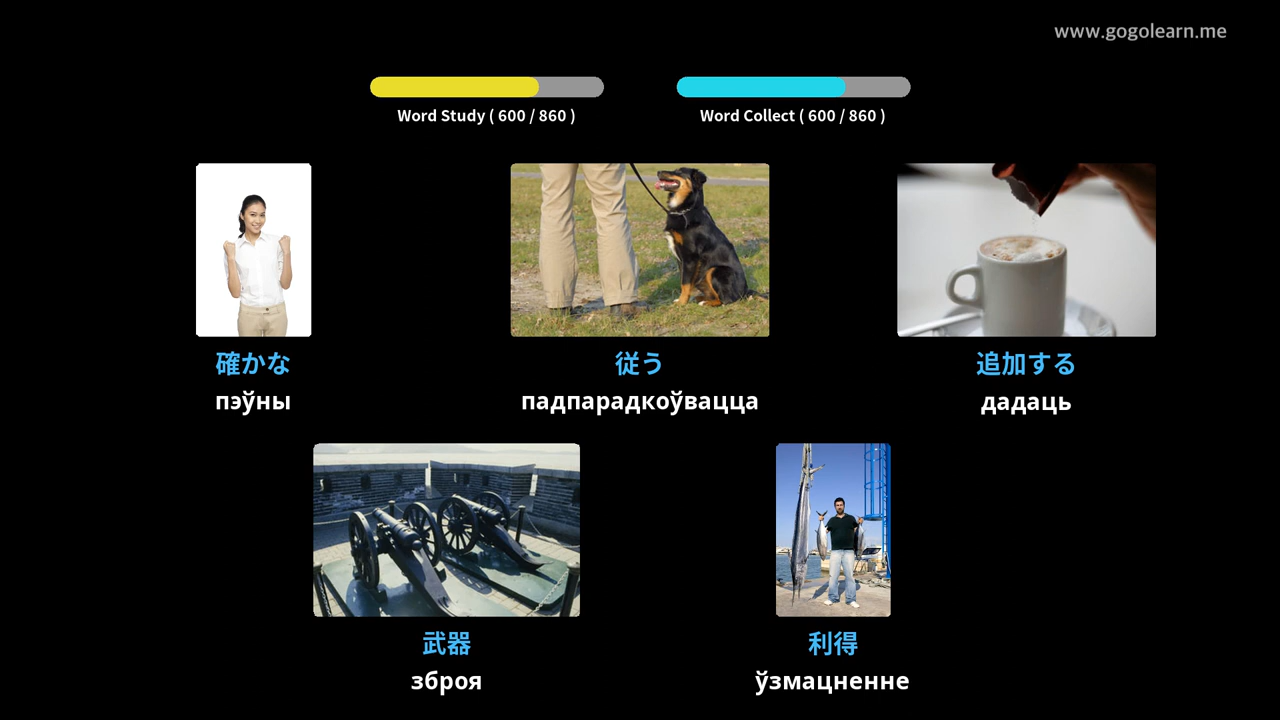 www.gogolearn.me
Word Study ( 600 / 860 )
Word Collect ( 600 / 860 )
確かな
пэўны
従う
падпарадкоўвацца
追加する
дадаць
武器
зброя
利得
ўзмацненне